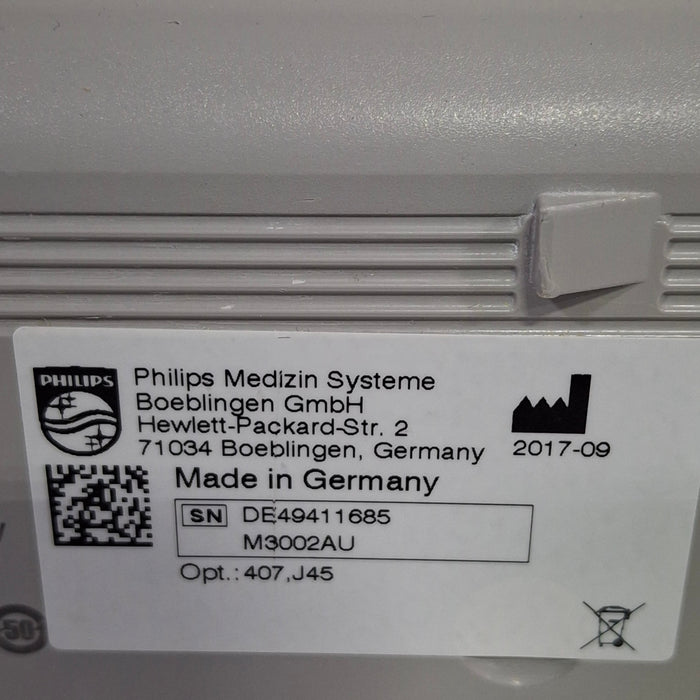 PHILIPS
Philips Medizin Systeme
Boeblingen GmbH
Hewlett-Packard-Str. 2
71034 Boeblingen, Germany
2017-09
Made in Germany
SN DE49411685
M3002AU
Opt.: 407,J45
50